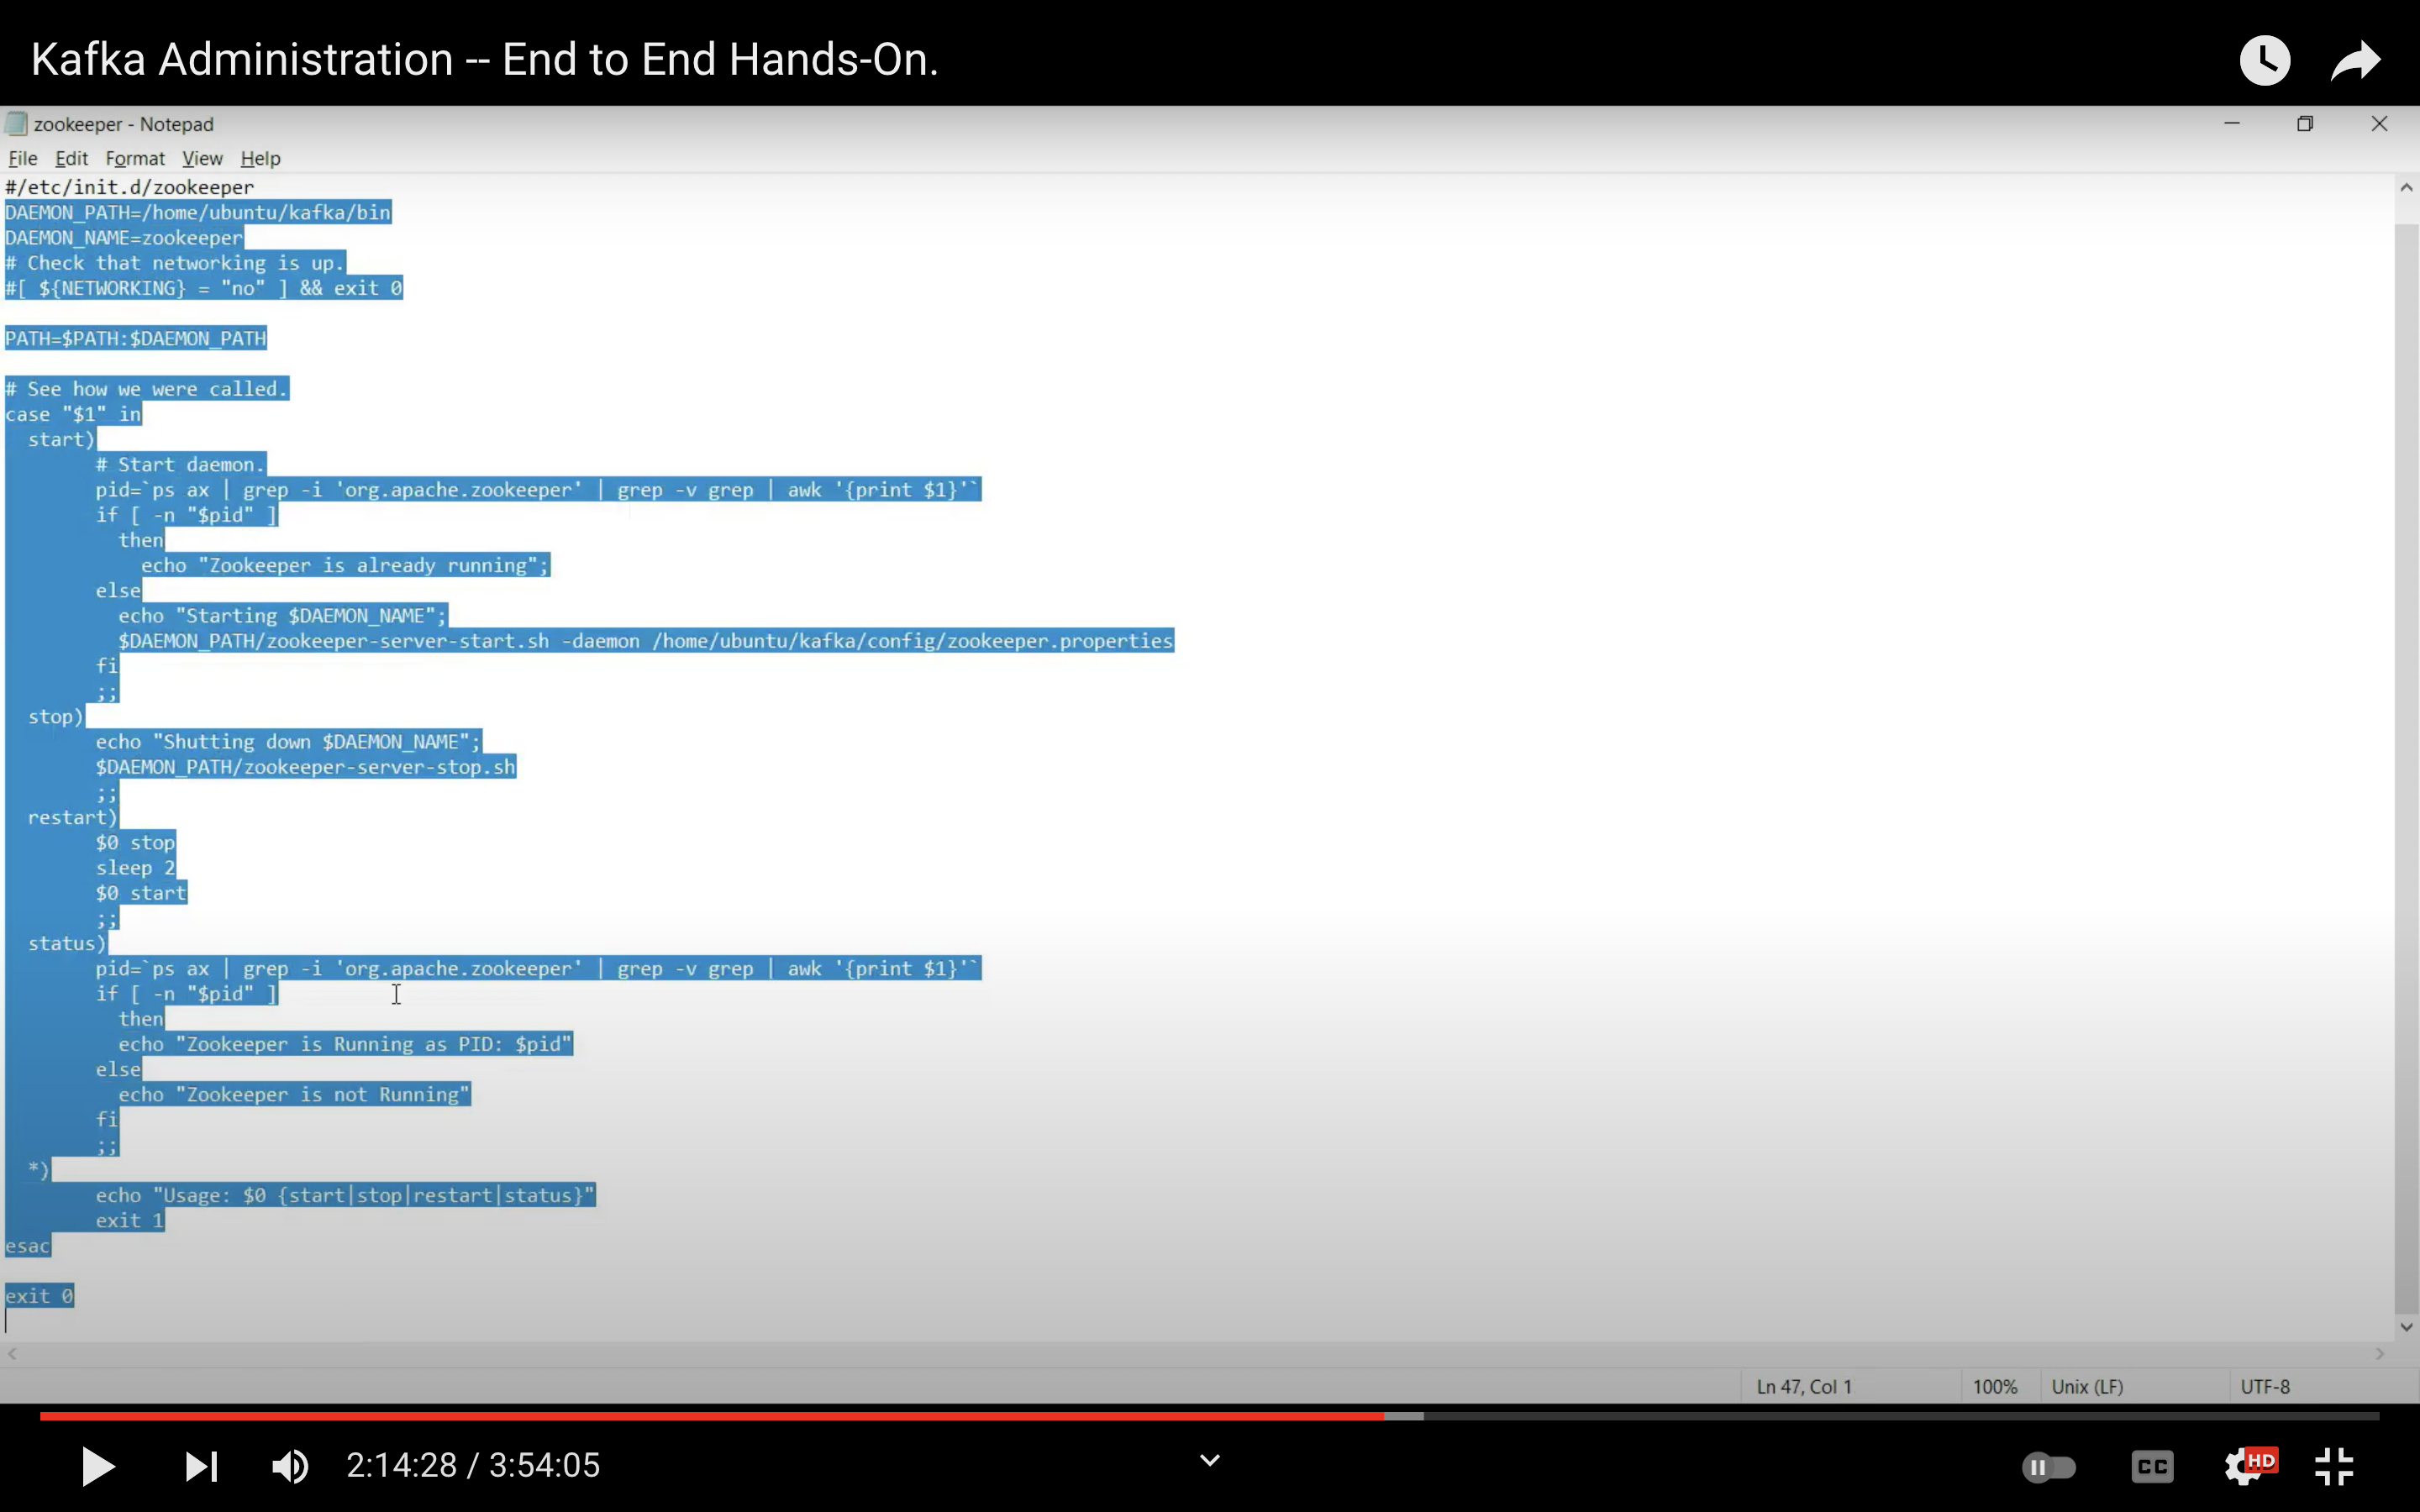 Kafka Administration -- End to End Hands-On.
zookeeper - Notepad
File Edit Format View Help
#/etc/init.d/zookeeper
DAEMON_PATH=/home/ubuntu/kafka/bin
DAEMON_NAME=zookeeper
# Check that networking is up.
#[ ${NETWORKING} = "no" ] && exit 0
PATH=$PATH:$DAEMON_PATH
# See how we were called.
case "$1" in
start)
# Start daemon.
pid=`ps ax | grep -i 'org.apache.zookeeper' | grep -v grep | awk '{print $1}'`
if [ -n "$pid" ]
then
echo "Zookeeper is already running";
else
echo "Starting $DAEMON_NAME";
$DAEMON_PATH/zookeeper-server-start.sh -daemon /home/ubuntu/kafka/config/zookeeper.properties
fi
;;
stop)
echo "Shutting down $DAEMON_NAME";
$DAEMON_PATH/zookeeper-server-stop.sh
;;
restart)
$0 stop
sleep 2
$0 start
;;
status)
pid=`ps ax | grep -i 'org.apache.zookeeper' | grep -v grep | awk '{print $1}'`
if [ -n "$pid" ]
then
echo "Zookeeper is Running as PID: $pid"
else
echo "Zookeeper is not Running"
fi
;;
*)
echo "Usage: $0 {start|stop|restart|status}"
exit 1
esac
exit 0
Ln 47, Col 1 100% Unix (LF) UTF-8
2:14:28 / 3:54:05 CC HD